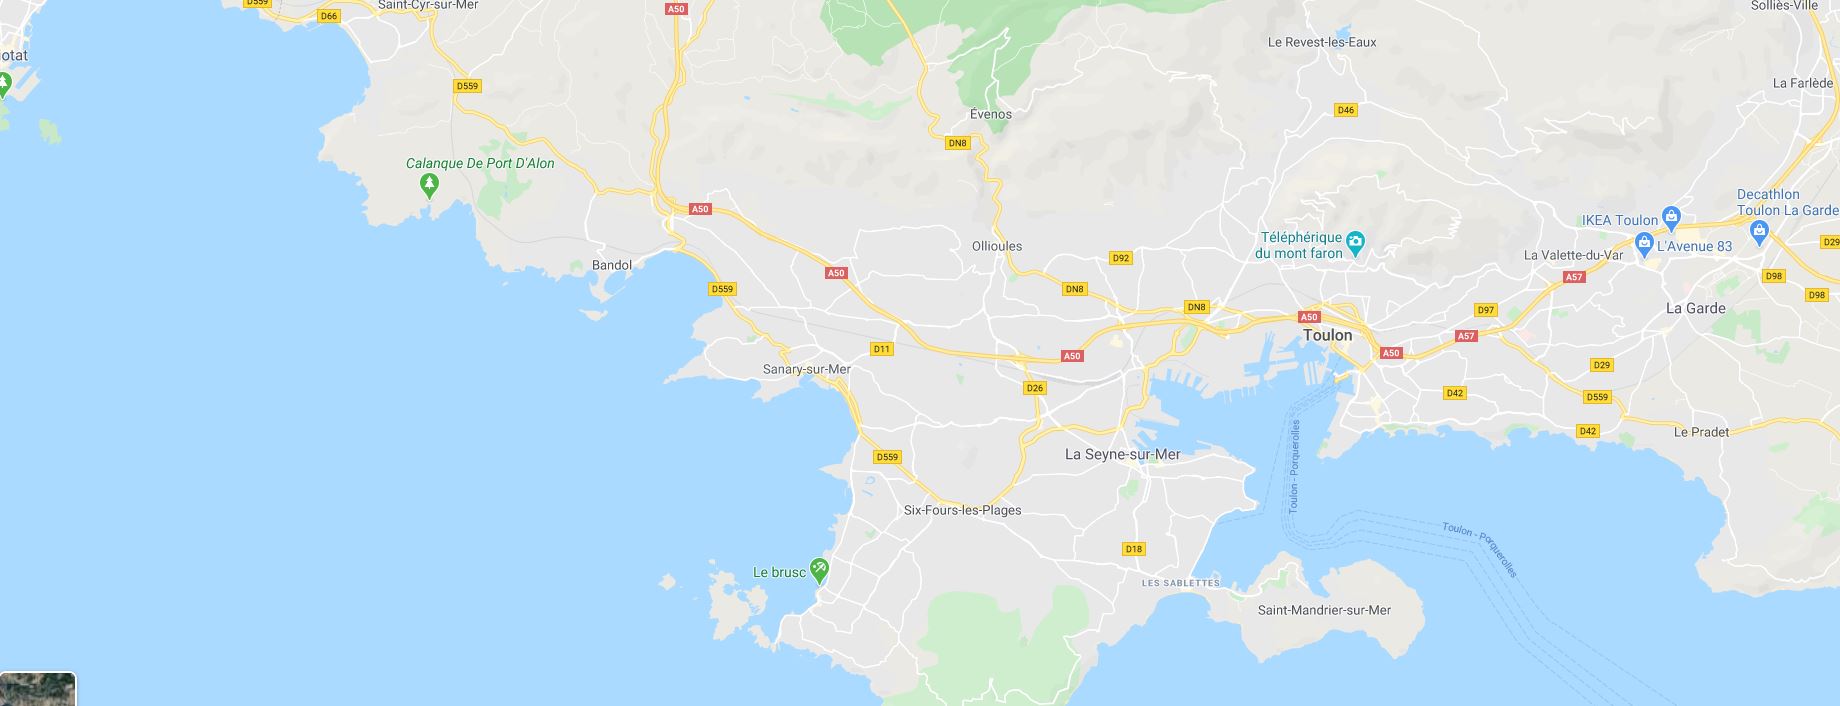 D559
D66
Saint-Cyr-sur-Mer
A50
Solliès-Ville
otat
Le Revest-les-Eaux
D559
La Farlède
Évenos
D46
DN8
Calanque De Port D'Alon
Decathlon
Toulon La Garde
A50
IKEA Toulon
Téléphérique
du mont faron
L'Avenue 83
D29
Ollioules
La Valette-du-Var
D92
Bandol
A50
A57
D98
D559
DN8
D98
DN8
A50
D97
La Garde
Toulon
A57
D11
A50
A50
Sanary-sur-Mer
D29
D26
D42
D559
D42
Le Pradet
Toulon - Porquerolles
D559
La Seyne-sur-Mer
Six-Fours-les-Plages
Toulon - Porquerolles
D18
Le brusc
LES SABLETTES
Saint-Mandrier-sur-Mer